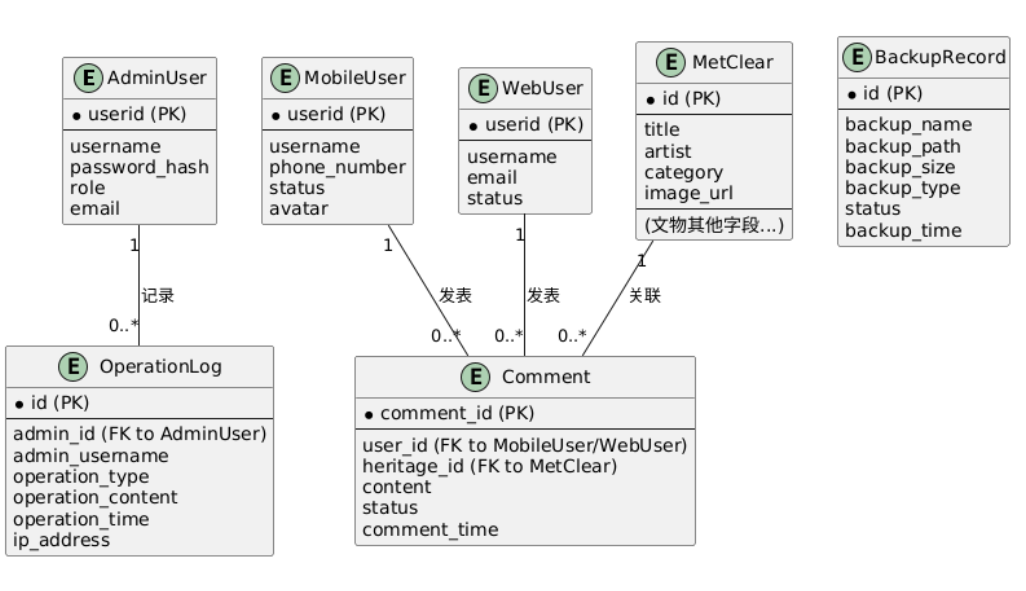 E AdminUser
* userid (PK)
username
password_hash
role
email
E MobileUser
* userid (PK)
username
phone_number
status
avatar
E WebUser
* userid (PK)
username
email
status
E MetClear
* id (PK)
title
artist
category
image_url
(文物其他字段...)
E BackupRecord
* id (PK)
backup_name
backup_path
backup_size
backup_type
status
backup_time
1
记录
0..*
1
发表
0..*
1
发表
0..*
1
关联
0..*
E OperationLog
* id (PK)
admin_id (FK to AdminUser)
admin_username
operation_type
operation_content
operation_time
ip_address
E Comment
* comment_id (PK)
user_id (FK to MobileUser/WebUser)
heritage_id (FK to MetClear)
content
status
comment_time